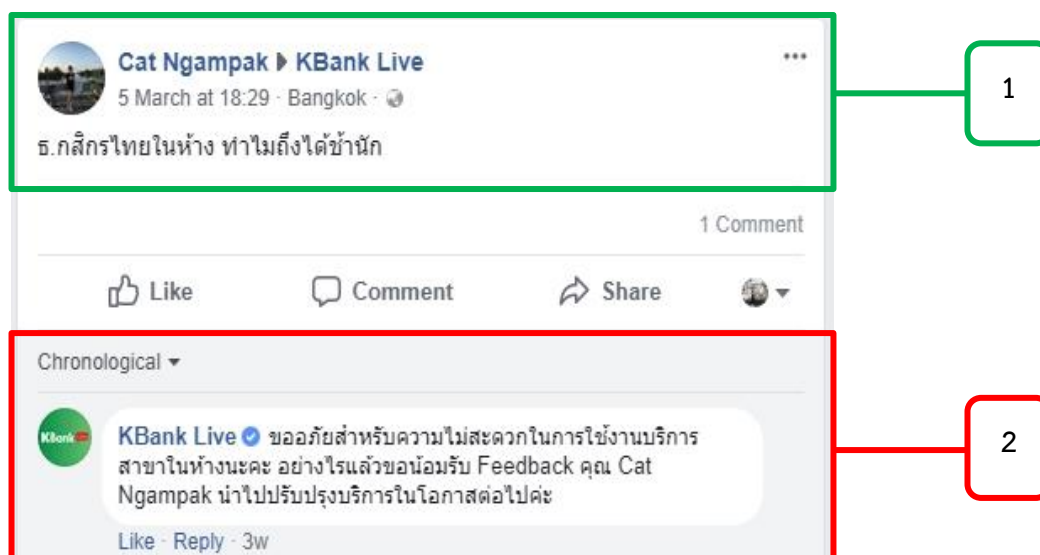 Cat Ngampak ▶ KBank Live
5 March at 18:29 · Bangkok ·
ธ.กสิกรไทยในห้าง ทำไมถึงได้ช้านัก
1 Comment
Like Comment Share
Chronological
KBank Live ขออภัยสำหรับความไม่สะดวกในการใช้งานบริการ
สาขาในห้างนะคะ อย่างไรแล้วขอน้อมรับ Feedback คุณ Cat
Ngampak นำไปปรับปรุงบริการในโอกาสต่อไปค่ะ
Like · Reply · 3w
1
2
KBank